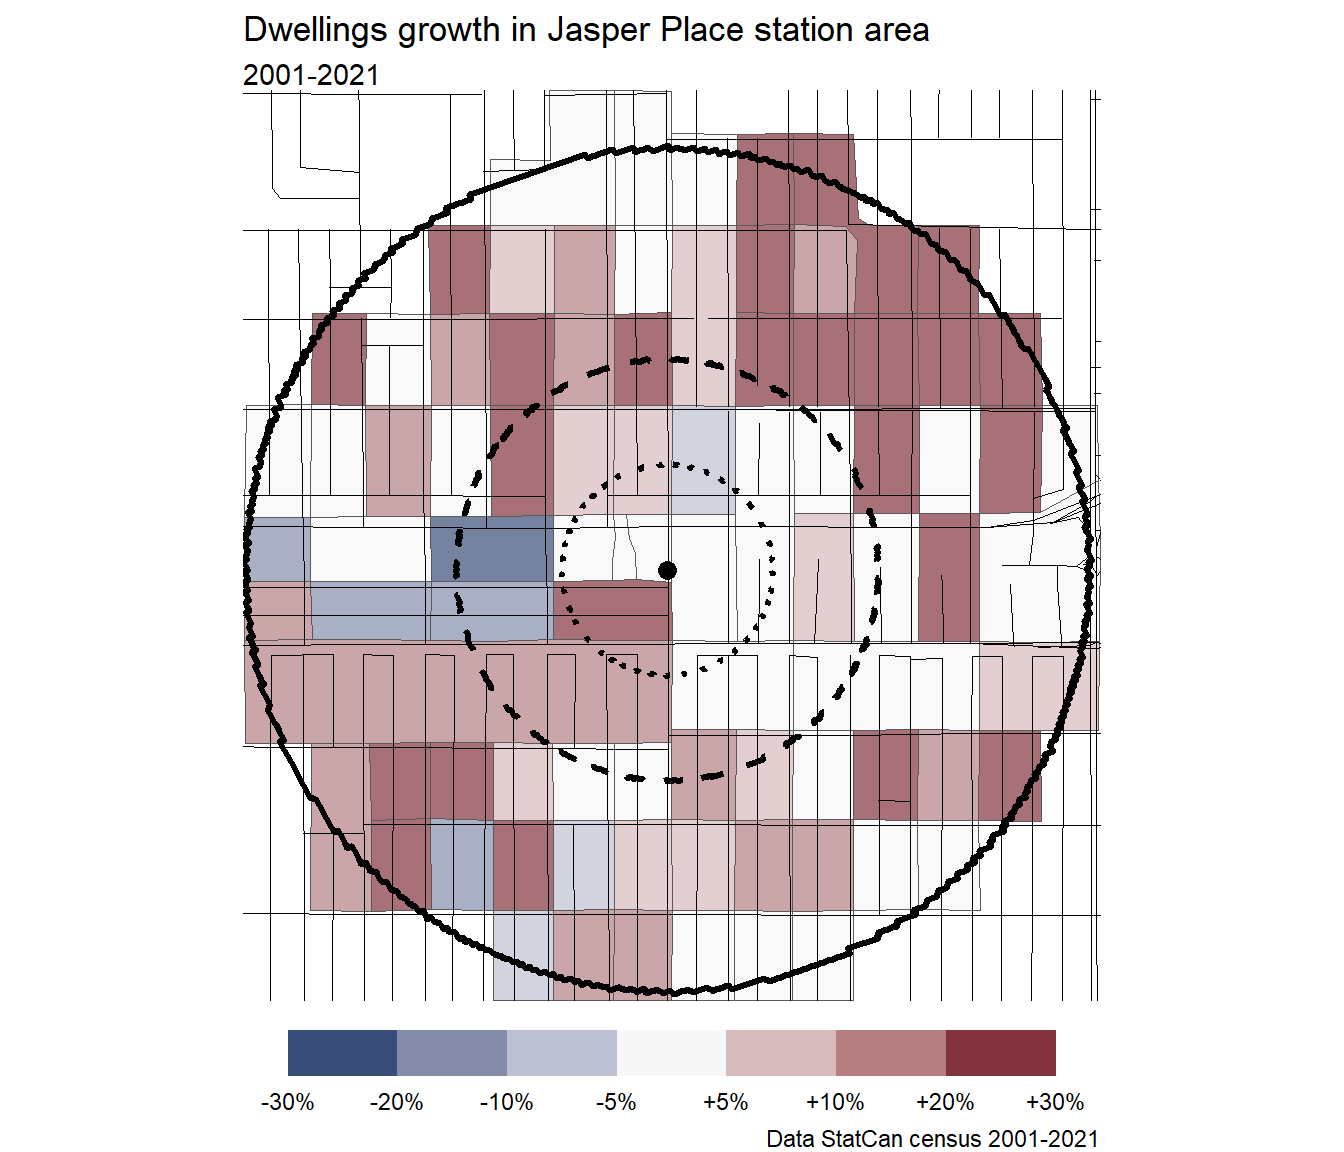 Dwellings growth in Jasper Place station area
2001-2021
-30% -20% -10% -5% +5% +10% +20% +30%
Data StatCan census 2001-2021